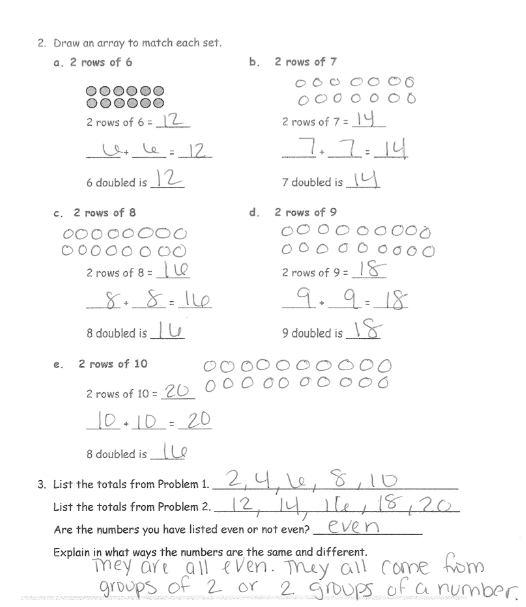 2. Draw an array to match each set.
a. 2 rows of 6
b. 2 rows of 7
2 rows of 6 = 12
2 rows of 7 = 14
6 + 6 = 12
7 + 7 = 14
6 doubled is 12
7 doubled is 14
c. 2 rows of 8
d. 2 rows of 9
2 rows of 8 = 16
2 rows of 9 = 18
8 + 8 = 16
9 + 9 = 18
8 doubled is 16
9 doubled is 18
e. 2 rows of 10
2 rows of 10 = 20
10 + 10 = 20
8 doubled is 16
3. List the totals from Problem 1. 2, 4, 6, 8, 10
List the totals from Problem 2. 12, 14, 16, 18, 20
Are the numbers you have listed even or not even? even
Explain in what ways the numbers are the same and different.
They are all even. They all come from
groups of 2 or 2 groups of a number.